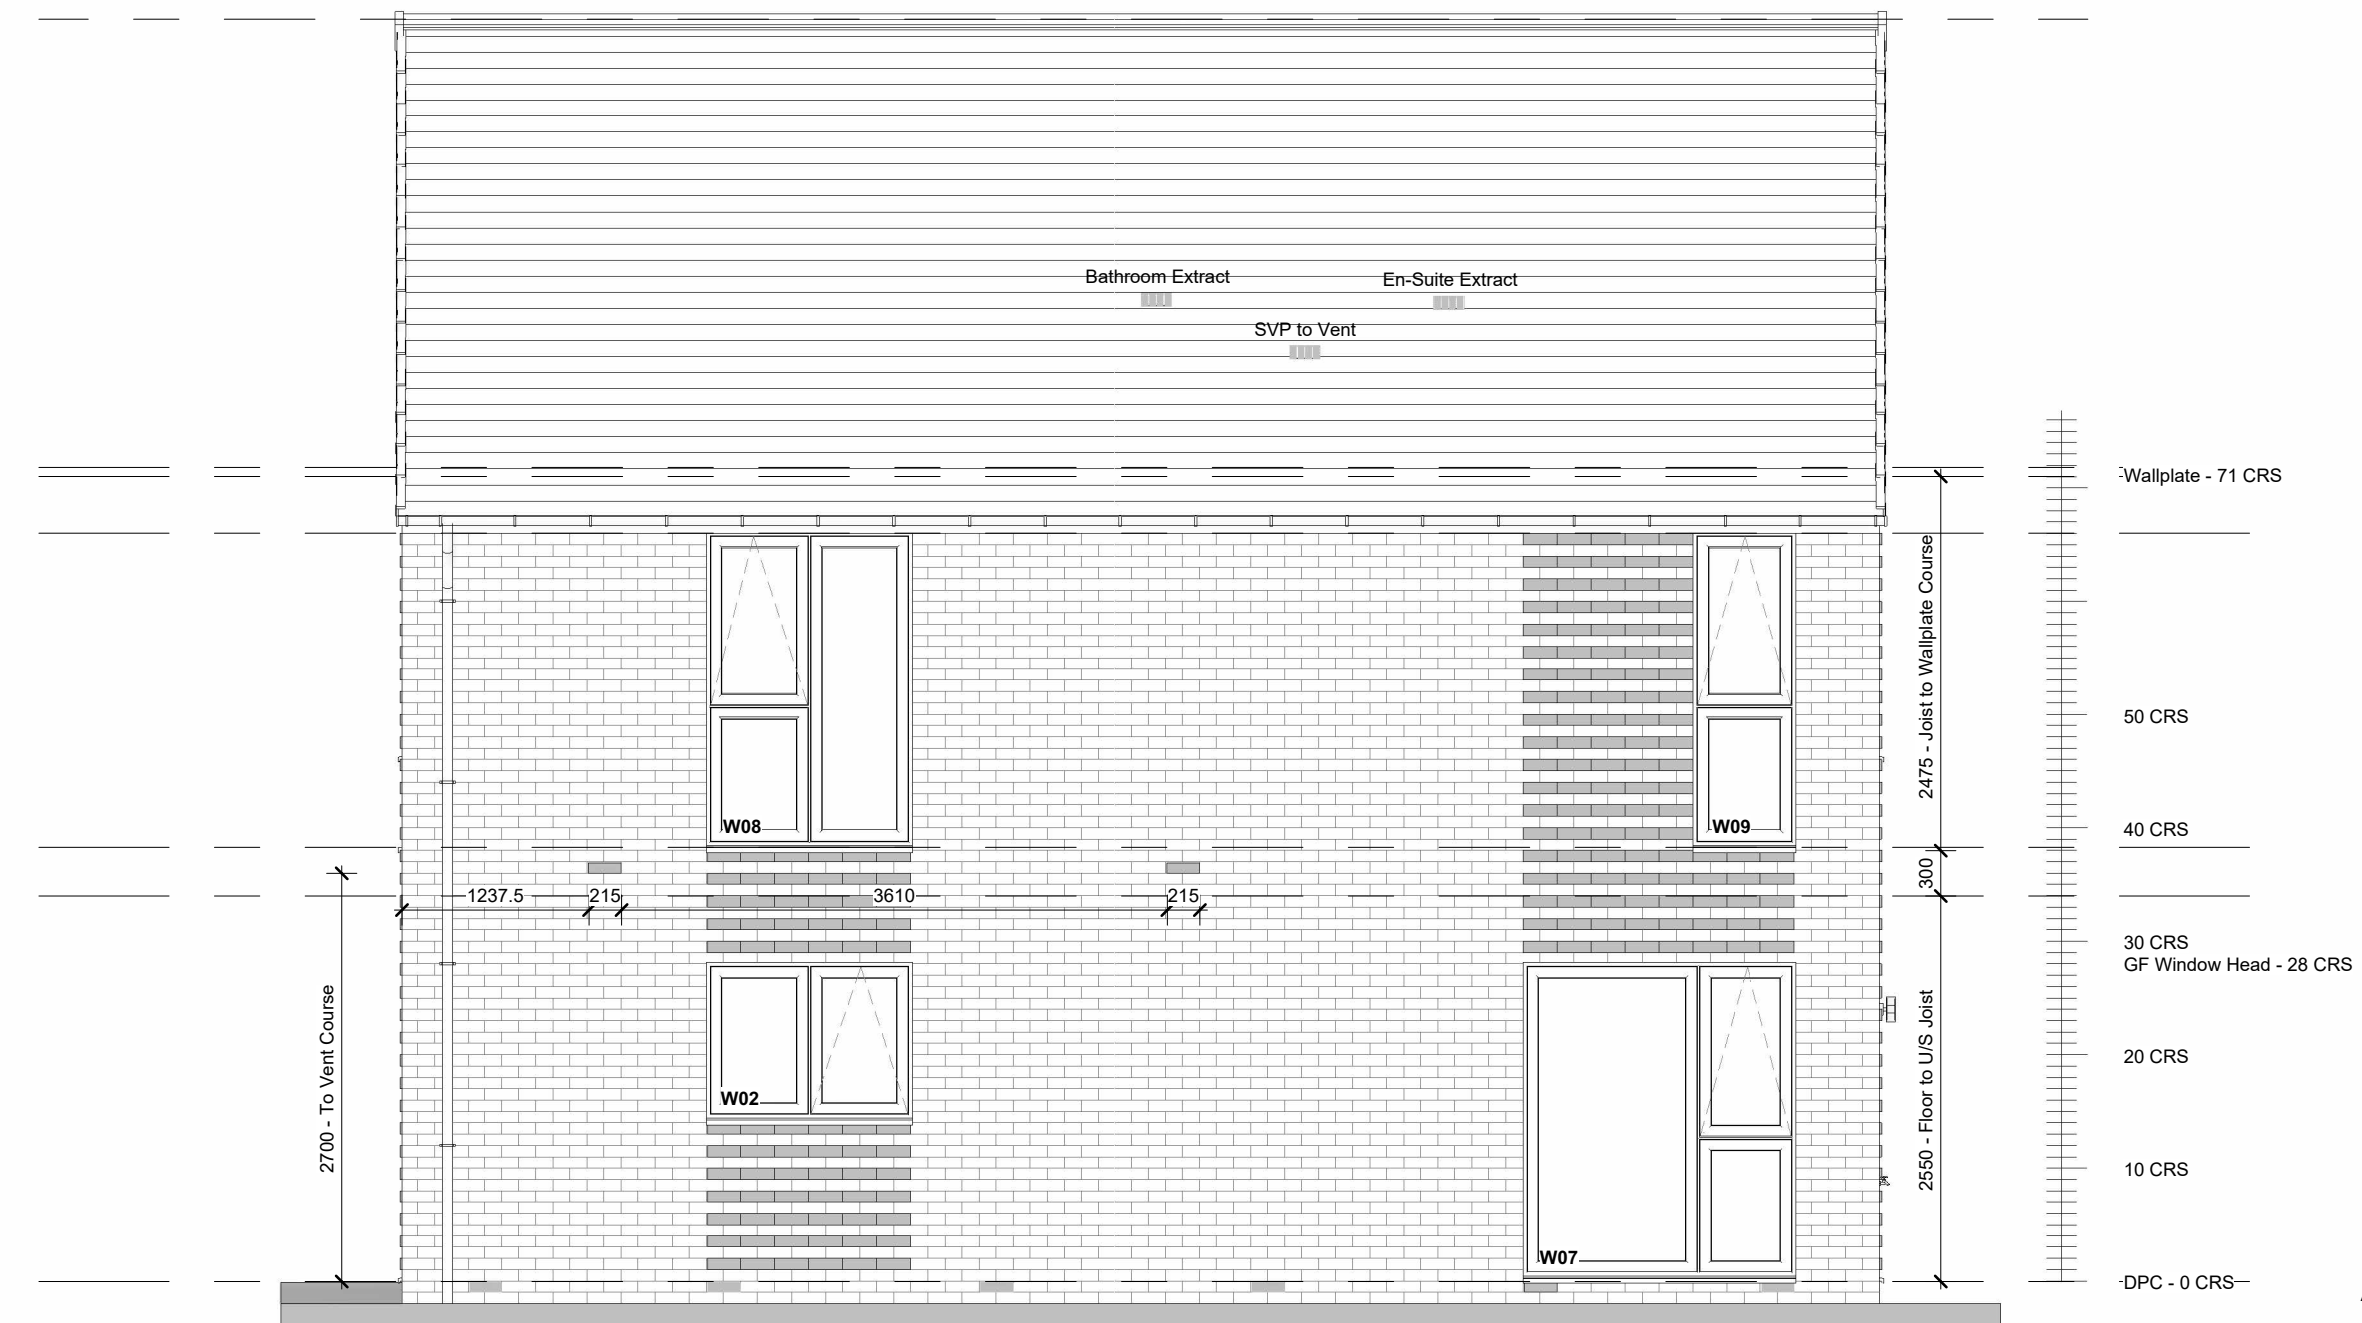 Bathroom Extract
En-Suite Extract
SVP to Vent
Wallplate - 71 CRS
2475 - Joist to Wallplate Course
50 CRS
W08
W09
40 CRS
300
1237.5
215
3610
215
30 CRS
GF Window Head - 28 CRS
2700 - To Vent Course
2550 - Floor to U/S Joist
20 CRS
W02
10 CRS
W07
DPC - 0 CRS